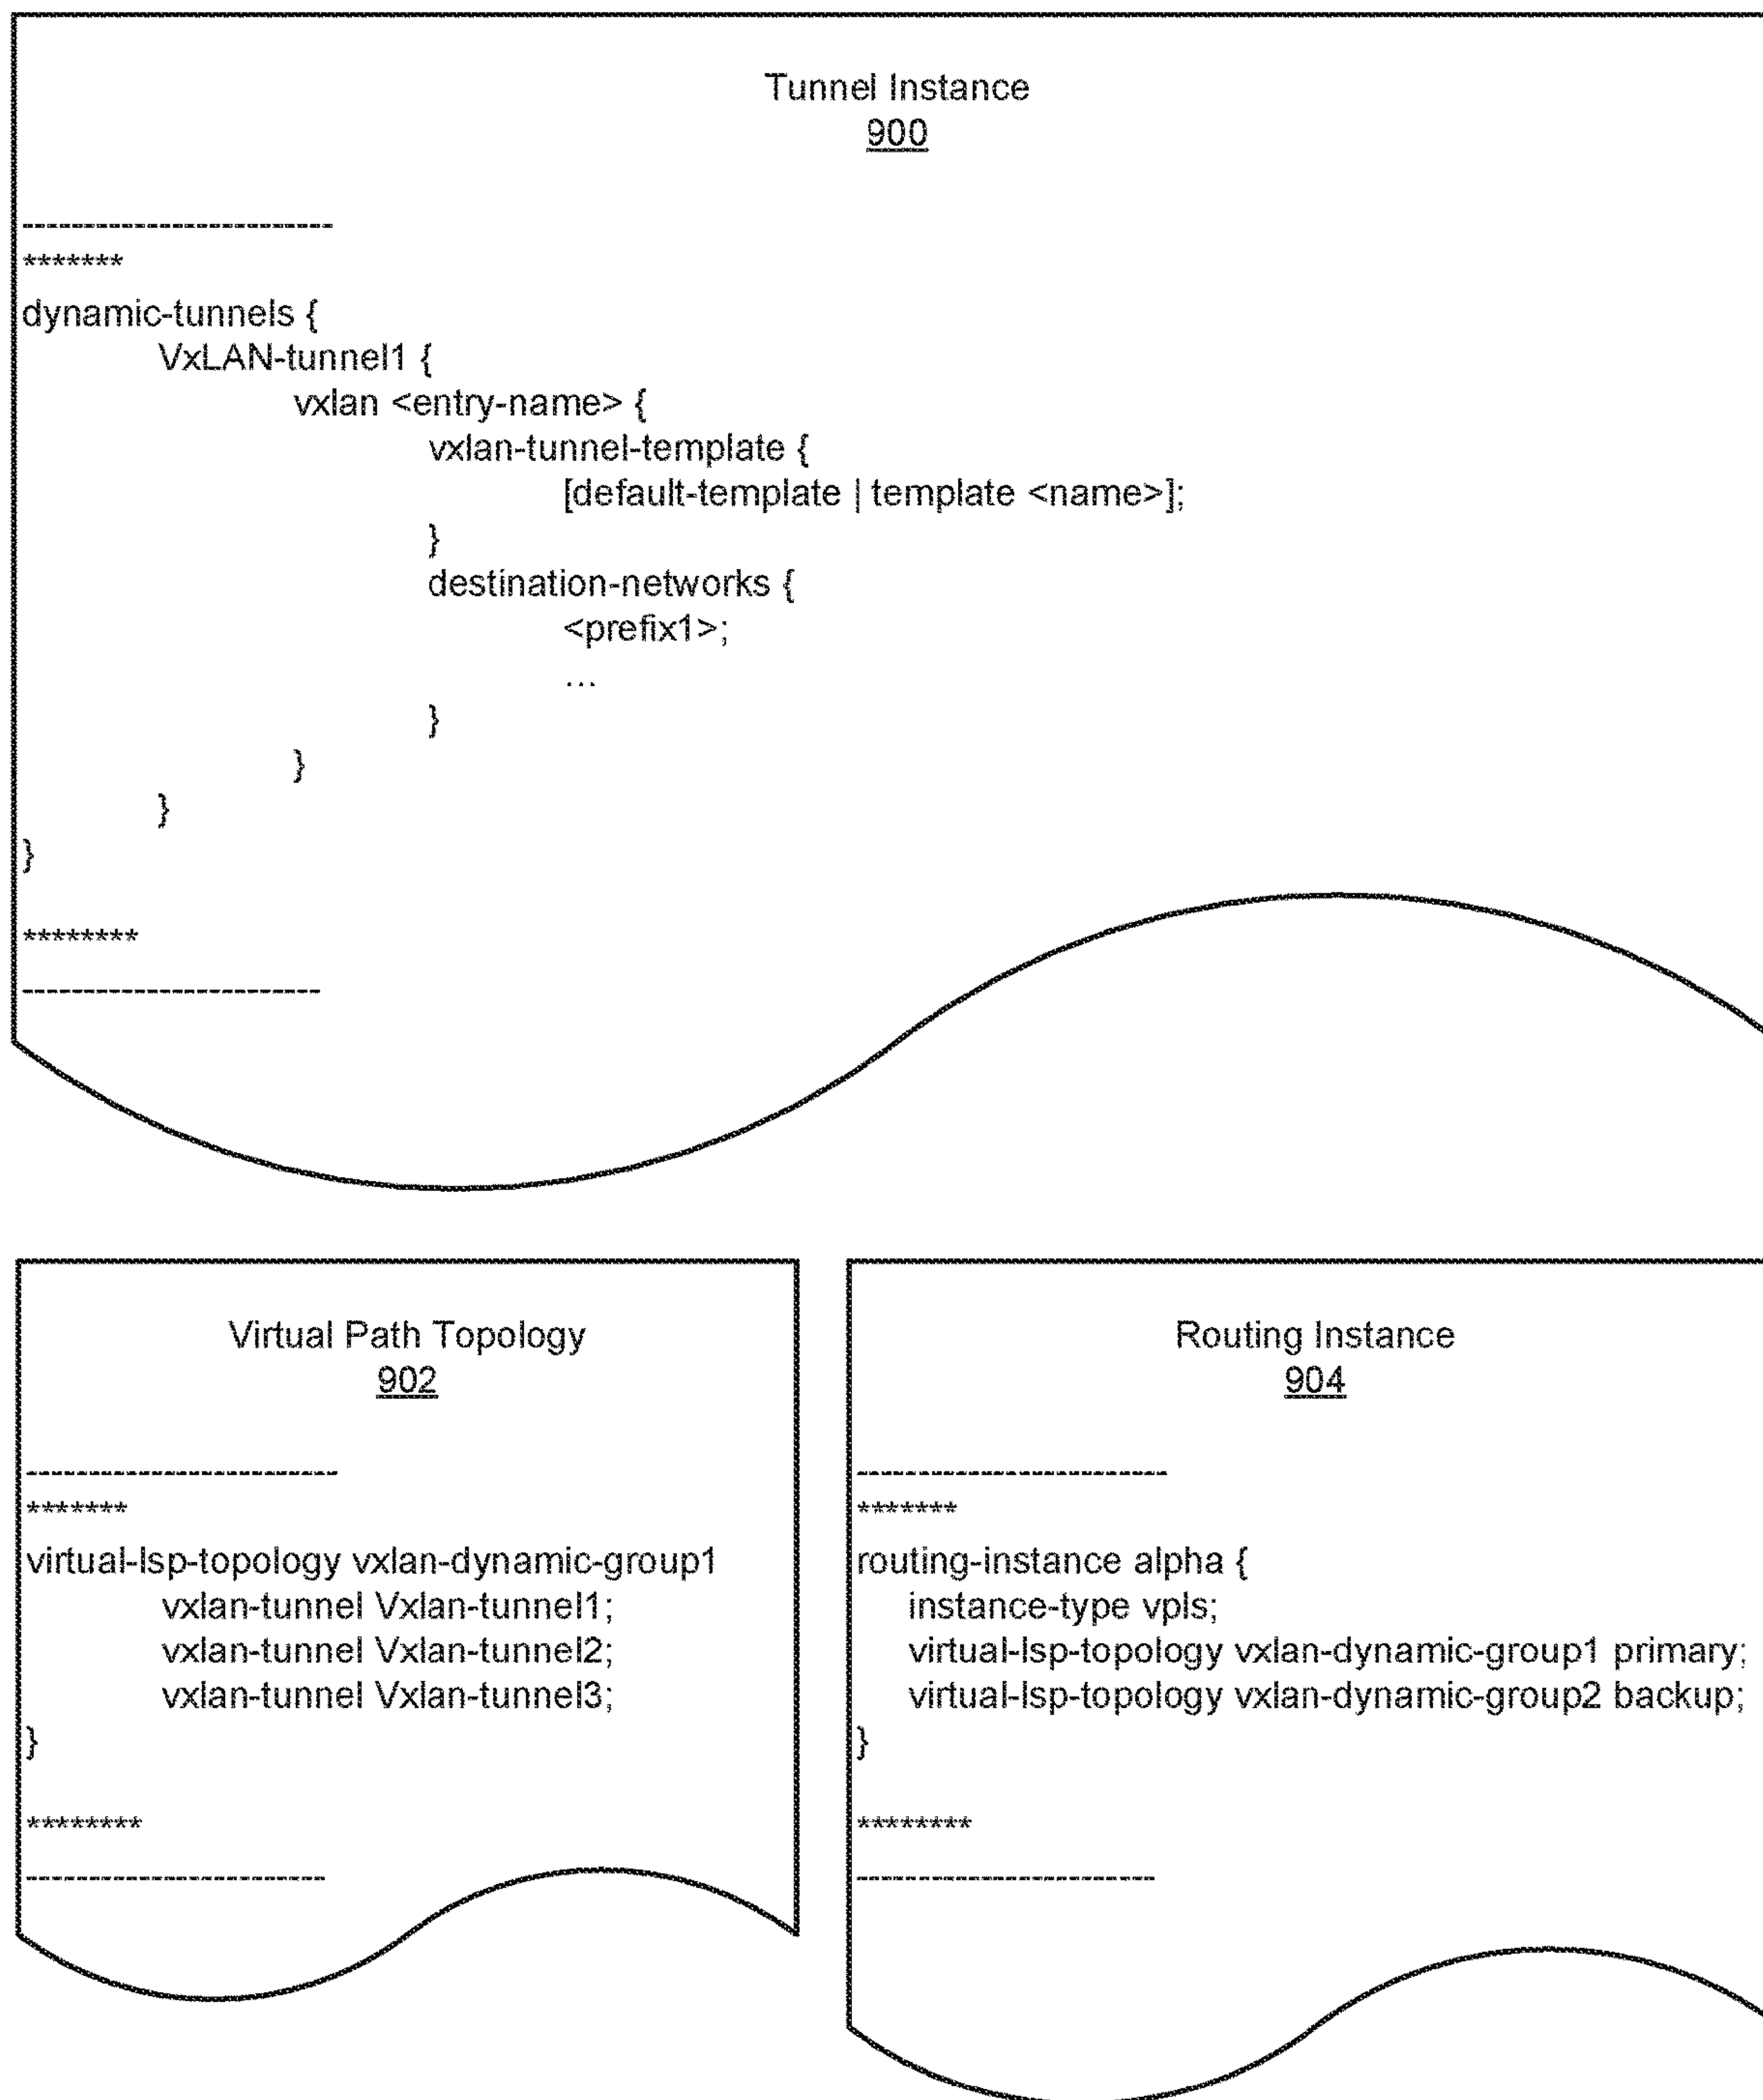 Tunnel Instance
900
-------------------------
*******
dynamic-tunnels {
VxLAN-tunnel1 {
vxlan <entry-name> {
vxlan-tunnel-template {
[default-template | template <name>];
}
destination-networks {
<prefix1>;
...
}
}
}
}
********
------------------------
Virtual Path Topology
902
-------------------------
*******
virtual-lsp-topology vxlan-dynamic-group1
vxlan-tunnel Vxlan-tunnel1;
vxlan-tunnel Vxlan-tunnel2;
vxlan-tunnel Vxlan-tunnel3;
}
********
------------------------
Routing Instance
904
-------------------------
*******
routing-instance alpha {
instance-type vpls;
virtual-lsp-topology vxlan-dynamic-group1 primary;
virtual-lsp-topology vxlan-dynamic-group2 backup;
}
********
------------------------